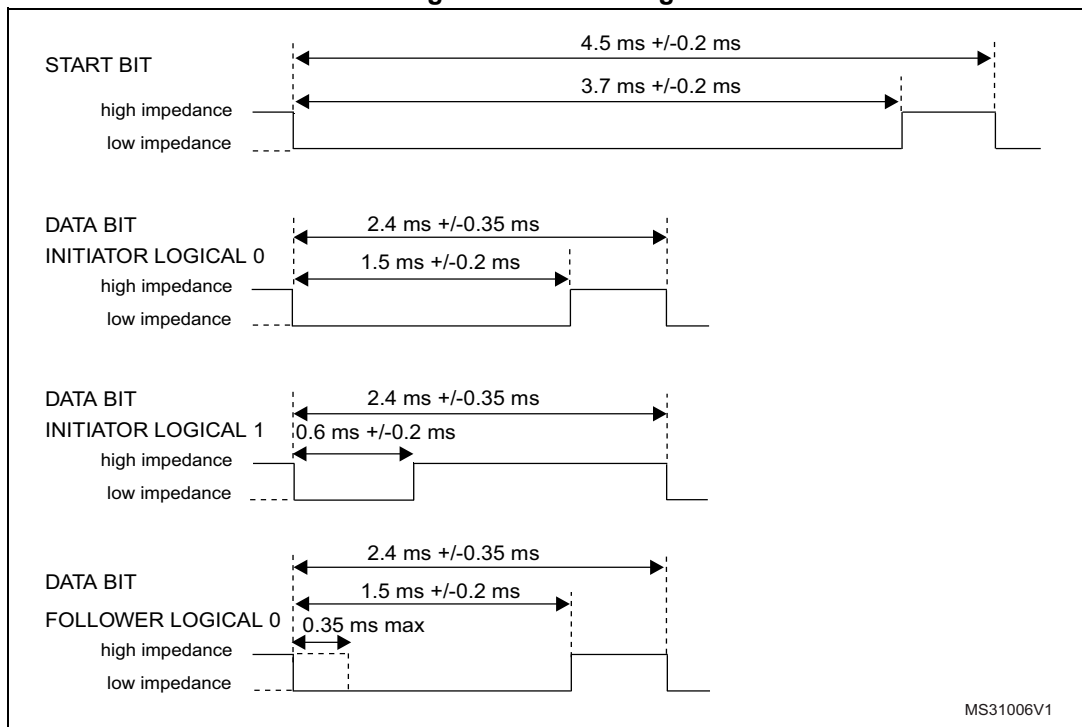 START BIT
4.5 ms +/-0.2 ms
3.7 ms +/-0.2 ms
high impedance
low impedance
DATA BIT
INITIATOR LOGICAL 0
2.4 ms +/-0.35 ms
1.5 ms +/-0.2 ms
high impedance
low impedance
DATA BIT
INITIATOR LOGICAL 1
2.4 ms +/-0.35 ms
0.6 ms +/-0.2 ms
high impedance
low impedance
DATA BIT
FOLLOWER LOGICAL 0
2.4 ms +/-0.35 ms
1.5 ms +/-0.2 ms
0.35 ms max
high impedance
low impedance
MS31006V1